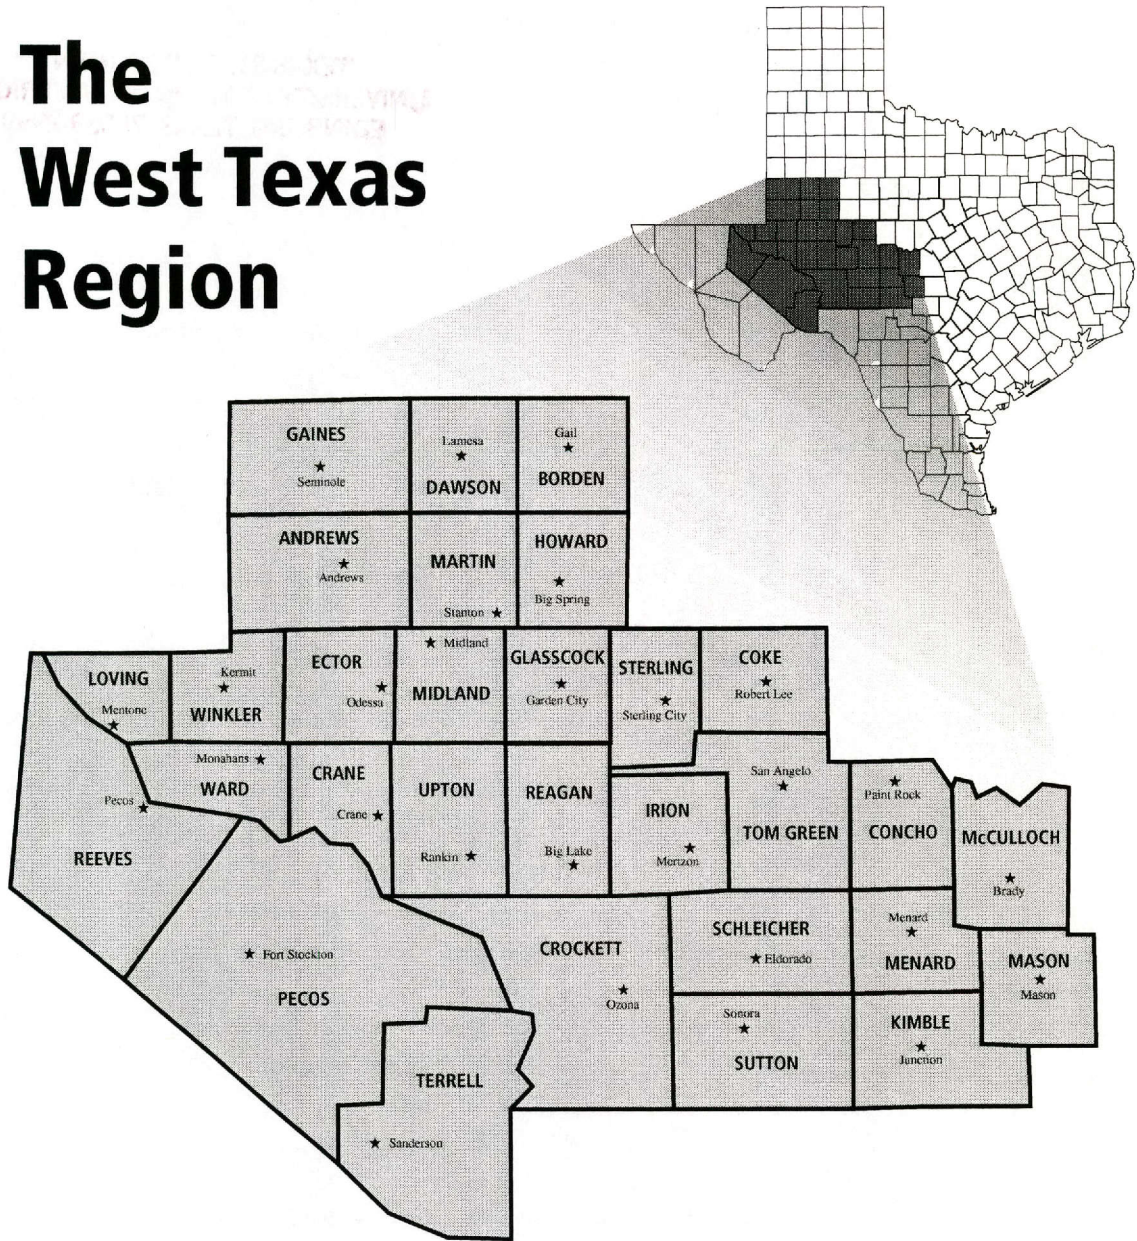 The
West Texas
Region
GAINES
Seminole
Lamesa
DAWSON
Gail
BORDEN
ANDREWS
Andrews
MARTIN
Stanton
HOWARD
Big Spring
LOVING
Mentone
Kermit
WINKLER
ECTOR
Odessa
Midland
MIDLAND
GLASSCOCK
Garden City
STERLING
Sterling City
COKE
Robert Lee
Pecos
REEVES
Monahans
WARD
CRANE
Crane
UPTON
Rankin
REAGAN
Big Lake
IRION
Mertzon
San Angelo
TOM GREEN
Paint Rock
CONCHO
McCULLOCH
Brady
Fort Stockton
PECOS
CROCKETT
Ozona
SCHLEICHER
Eldorado
Menard
MENARD
MASON
Mason
TERRELL
Sanderson
Sonora
SUTTON
KIMBLE
Junction